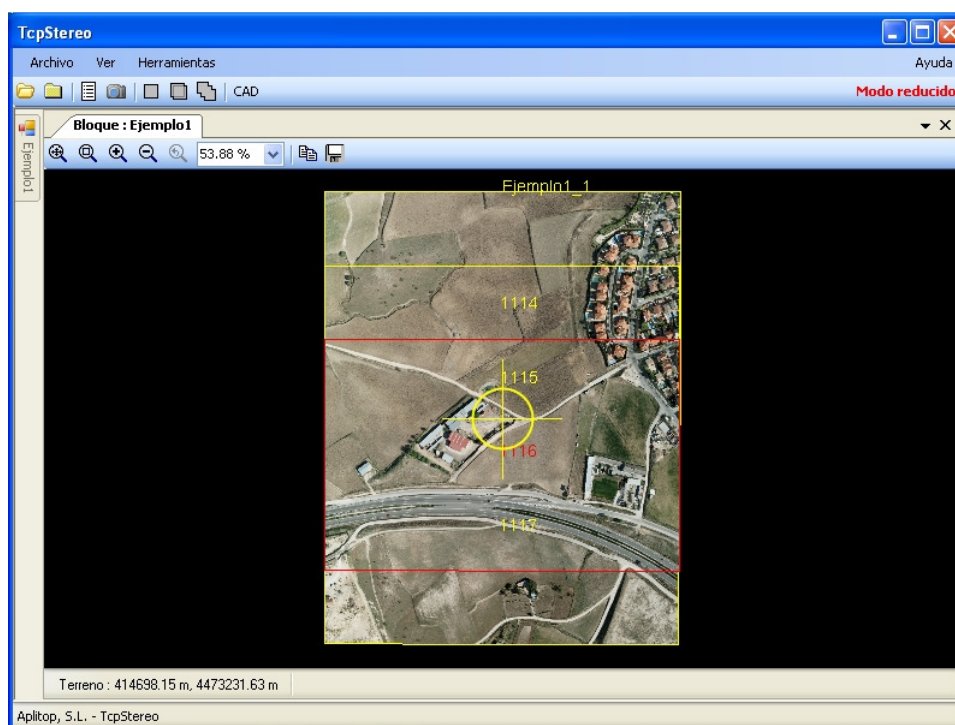 TcpStereo
Archivo Ver Herramientas Ayuda
CAD Modo reducido
Ejemplo1
Bloque : Ejemplo1
53.88 %
Ejemplo1_1
1114
1115
1116
1117
Terreno : 414698.15 m, 4473231.63 m
Aplitop, S.L. - TcpStereo